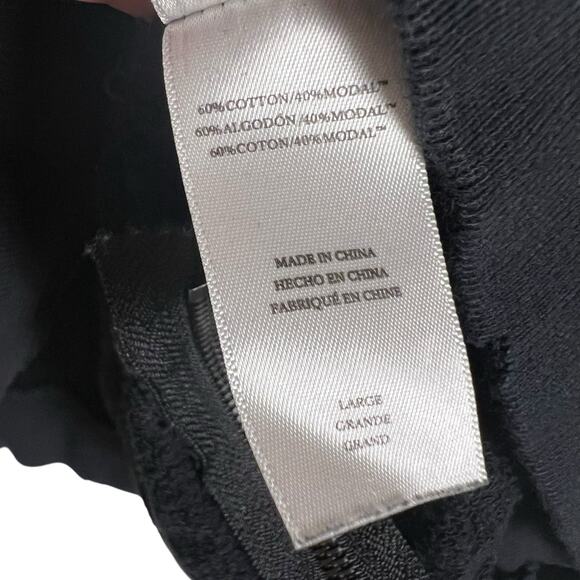 60%COTTON/40%MODAL™
60%ALGODÓN/40%MODAL™
60%COTON/40%MODAL™
MADE IN CHINA
HECHO EN CHINA
FABRIQUÉ EN CHINE
LARGE
GRANDE
GRAND